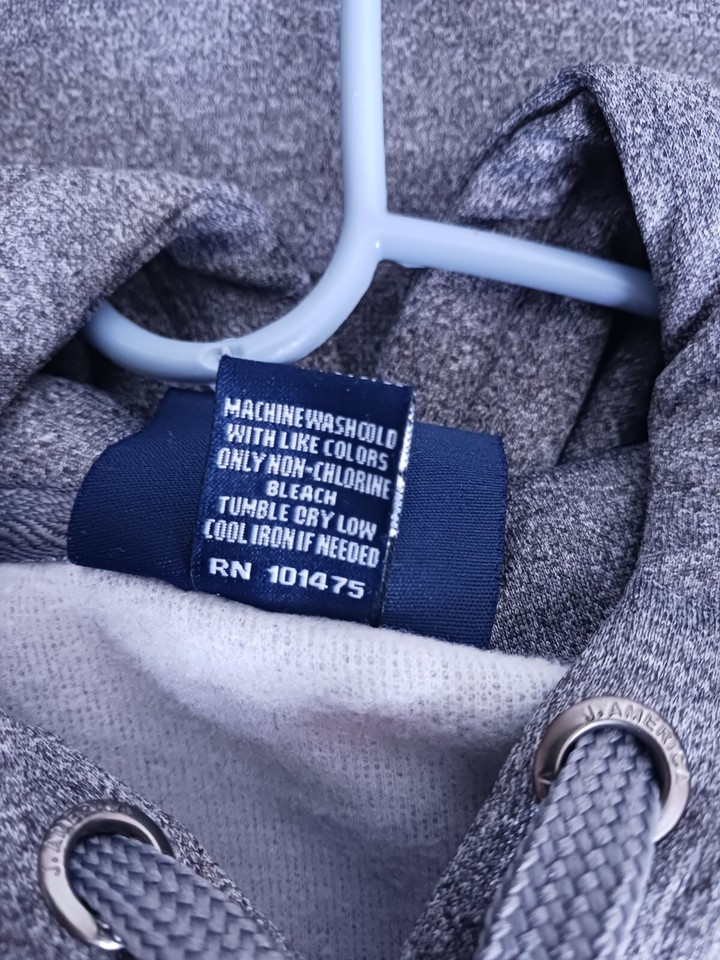 MACHINE WASH COLD
WITH LIKE COLORS
ONLY NON-CHLORINE
BLEACH
TUMBLE DRY LOW
COOL IRON IF NEEDED
RN 101475
J. AMERICA
J. AMERICA